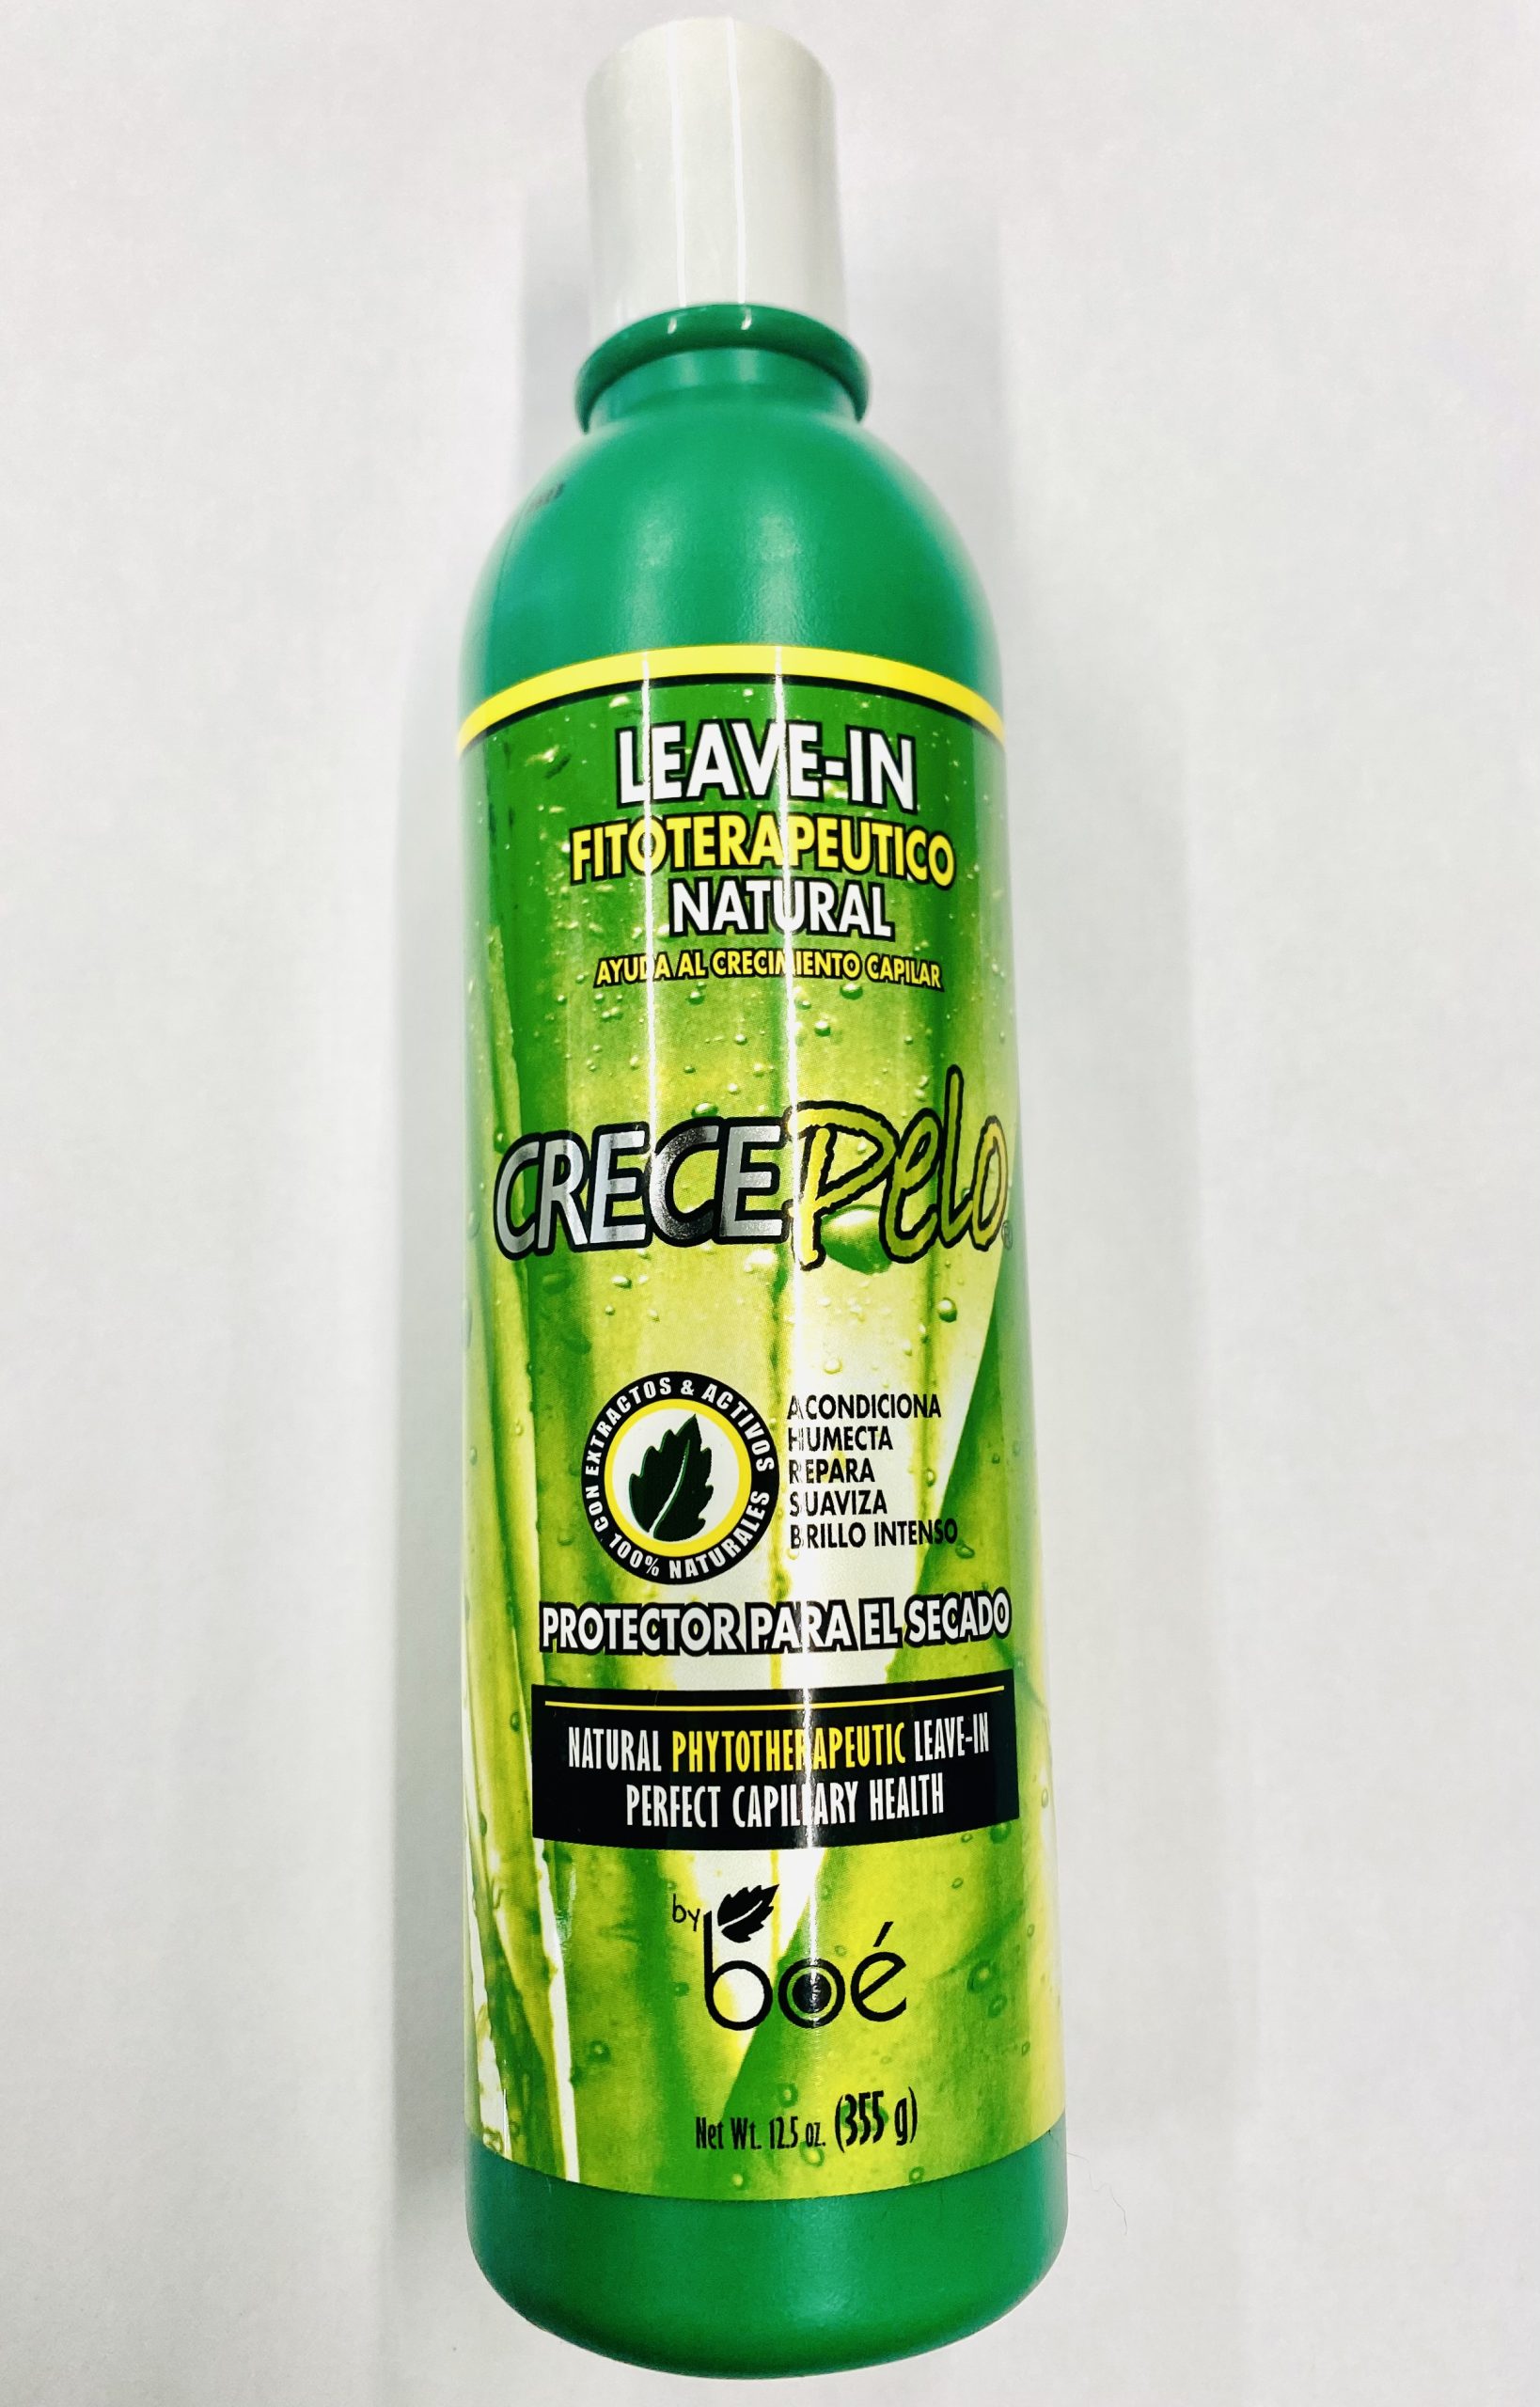 LEAVE-IN
FITOTERAPEUTICO
NATURAL
AYUDA AL CRECIMIENTO CAPILAR
CRECEPelo®
CON EXTRACTOS & ACTIVOS
100% NATURALES
ACONDICIONA
HUMECTA
REPARA
SUAVIZA
BRILLO INTENSO
PROTECTOR PARA EL SECADO
NATURAL PHYTOTHERAPEUTIC LEAVE-IN
PERFECT CAPILLARY HEALTH
by boé
Net Wt. 12.5 oz. (355 g)